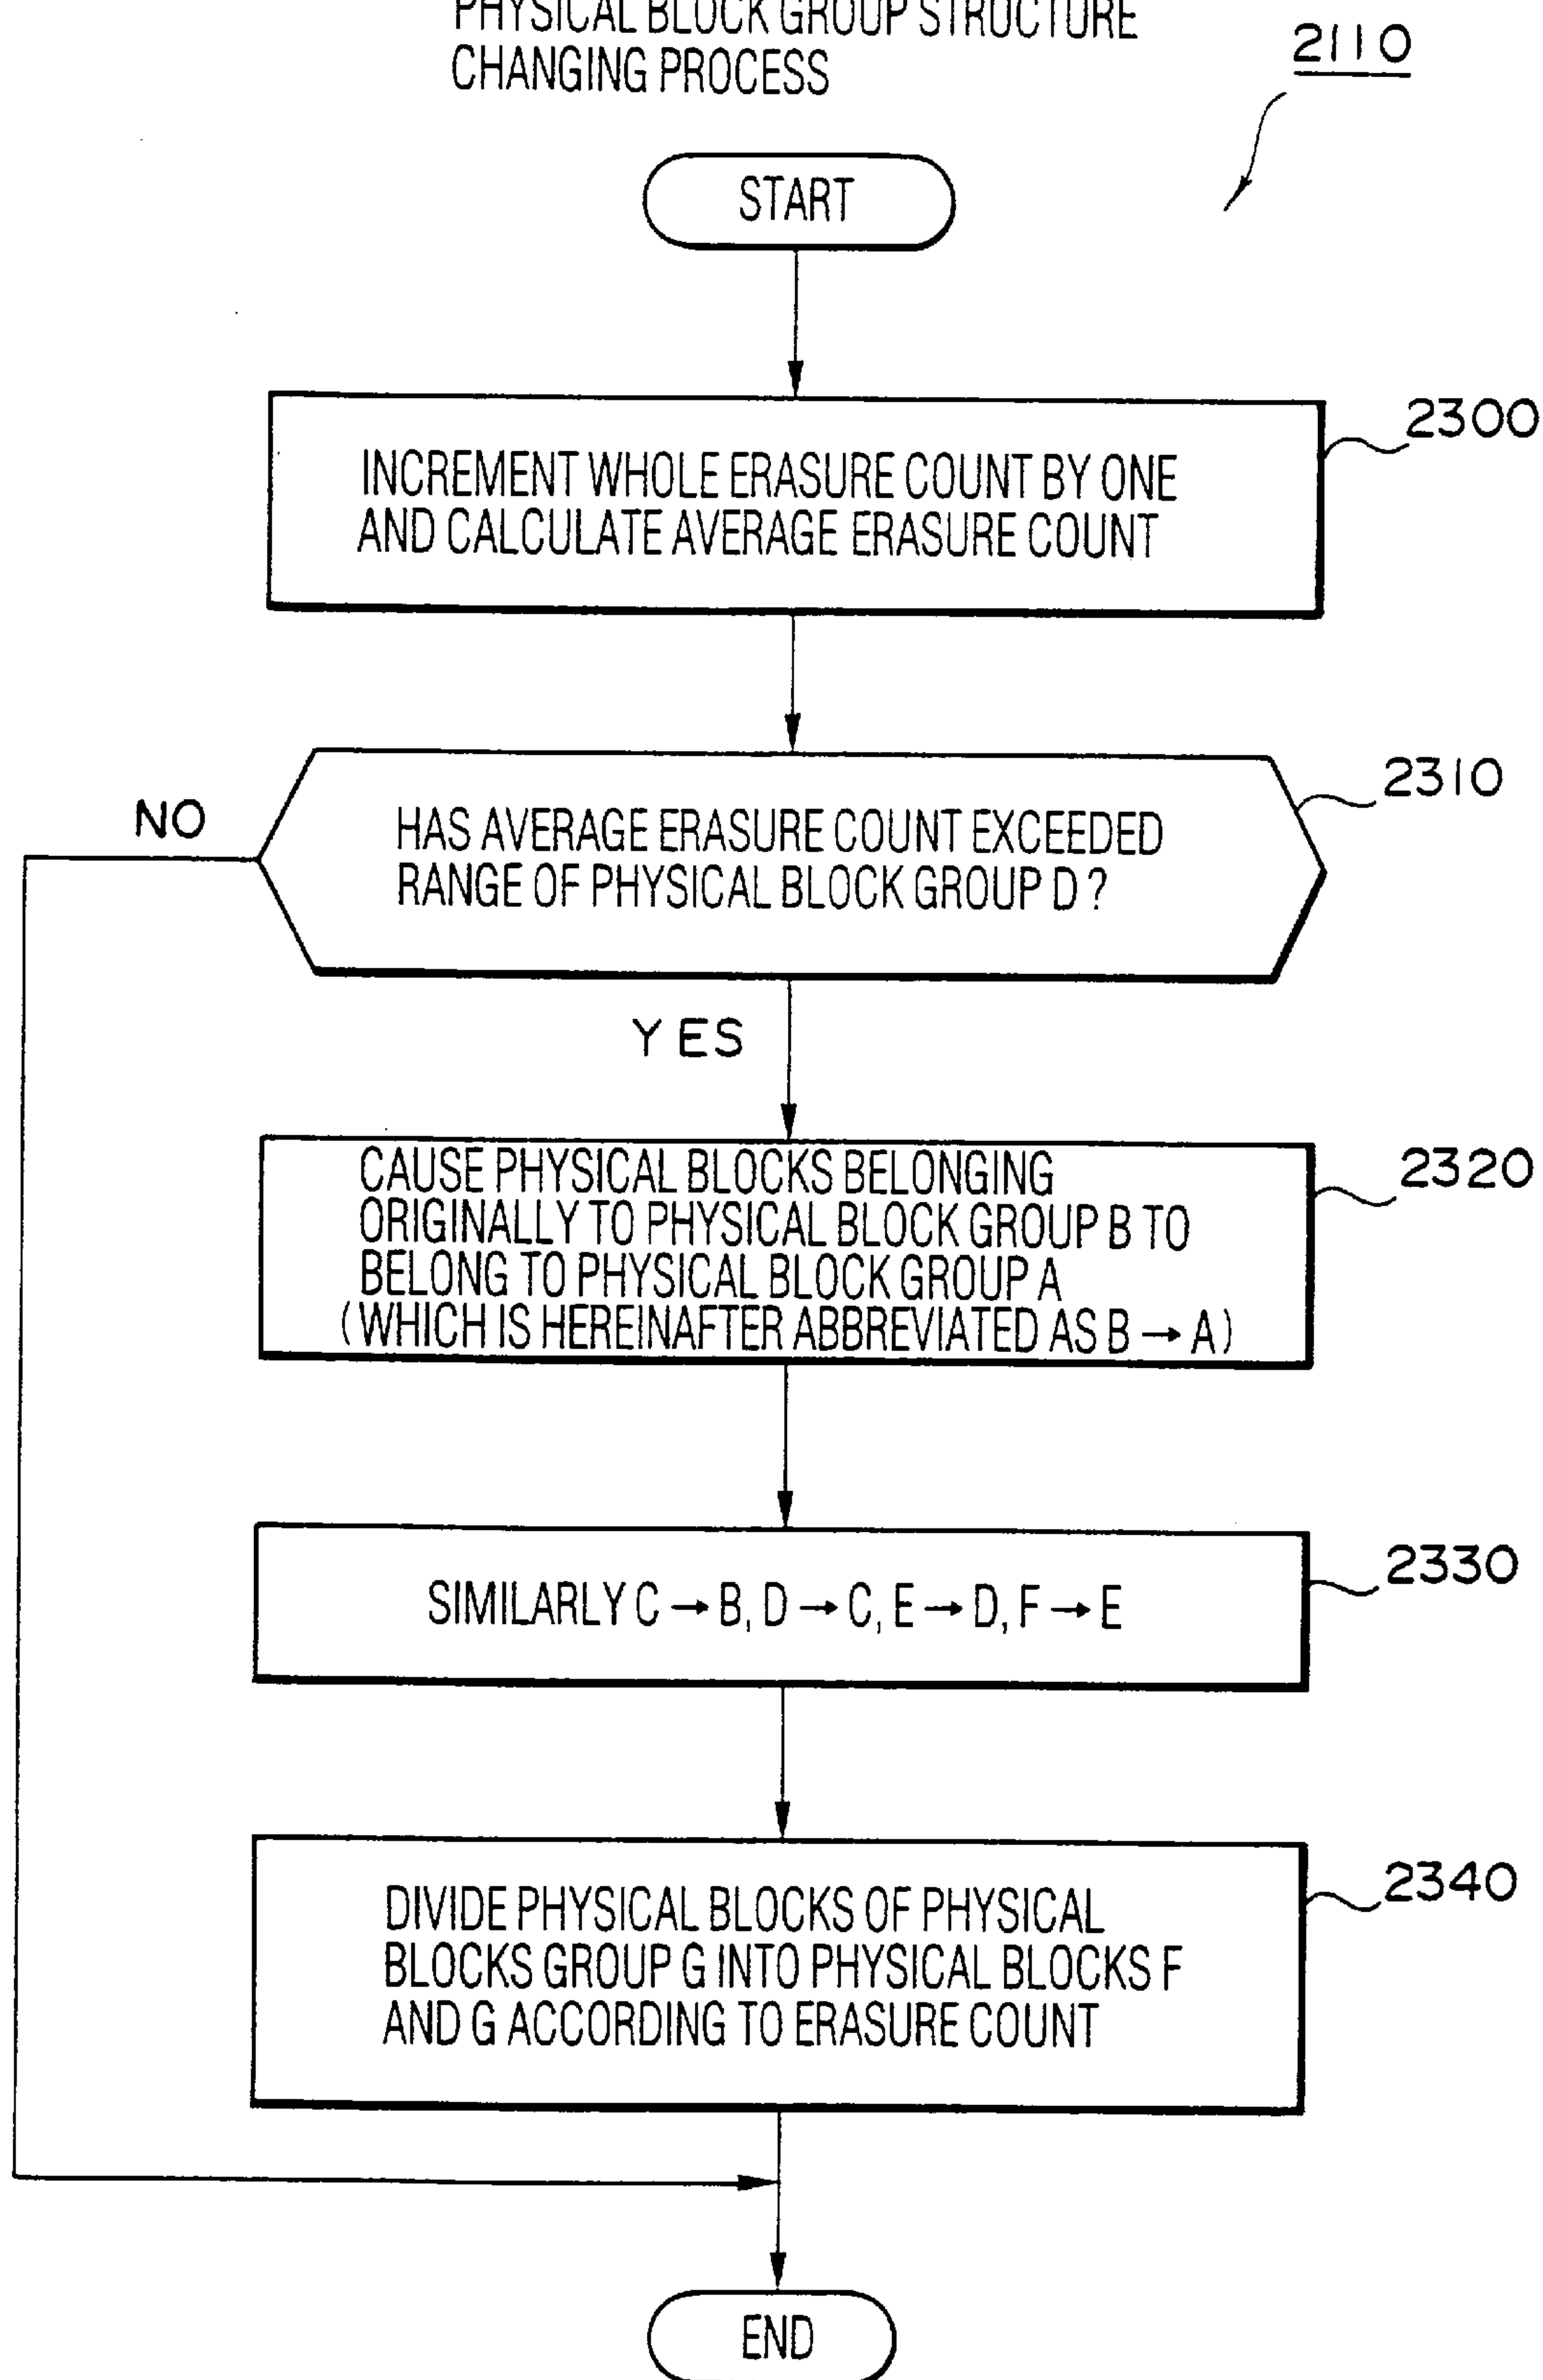 PHYSICAL BLOCK GROUP STRUCTURE
CHANGING PROCESS
2110
START
2300
INCREMENT WHOLE ERASURE COUNT BY ONE
AND CALCULATE AVERAGE ERASURE COUNT
2310
NO
HAS AVERAGE ERASURE COUNT EXCEEDED
RANGE OF PHYSICAL BLOCK GROUP D?
YES
2320
CAUSE PHYSICAL BLOCKS BELONGING
ORIGINALLY TO PHYSICAL BLOCK GROUP B TO
BELONG TO PHYSICAL BLOCK GROUP A
(WHICH IS HEREINAFTER ABBREVIATED AS B → A)
2330
SIMILARLY C → B, D → C, E → D, F → E
2340
DIVIDE PHYSICAL BLOCKS OF PHYSICAL
BLOCKS GROUP G INTO PHYSICAL BLOCKS F
AND G ACCORDING TO ERASURE COUNT
END